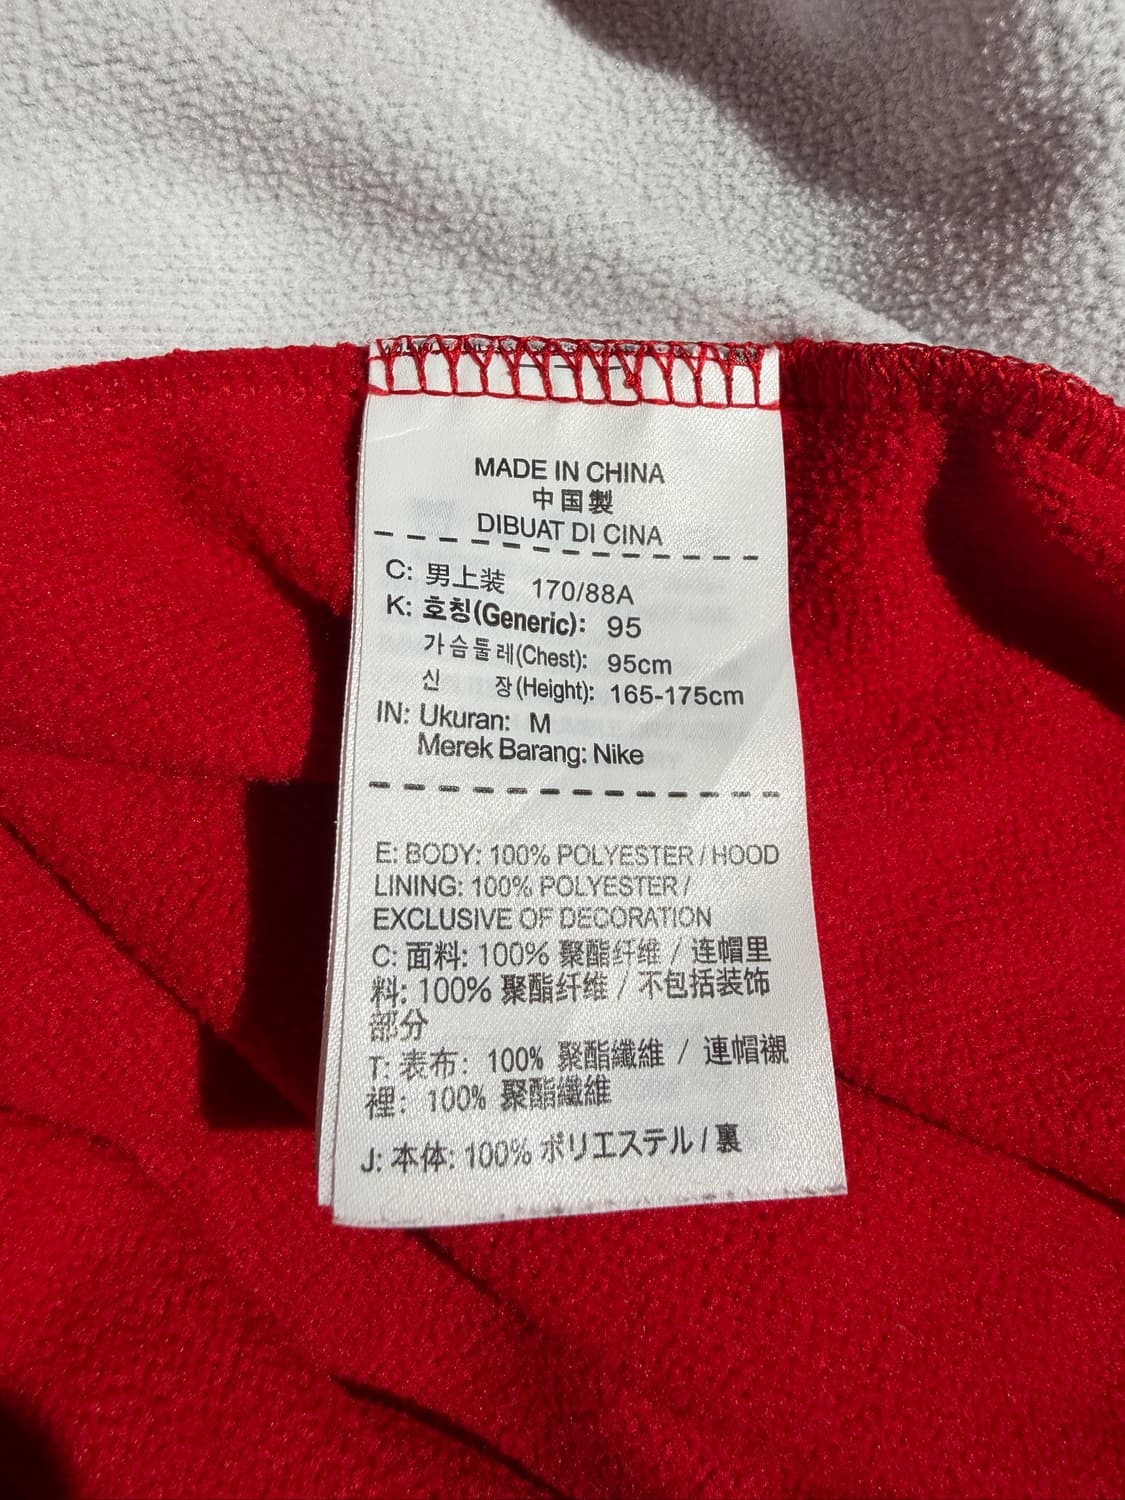 MADE IN CHINA
中国製
DIBUAT DI CINA
C: 男上装 170/88A
K: 호칭(Generic): 95
가슴둘레(Chest): 95cm
신 장(Height): 165-175cm
IN: Ukuran: M
Merek Barang: Nike
E: BODY: 100% POLYESTER / HOOD
LINING: 100% POLYESTER /
EXCLUSIVE OF DECORATION
C: 面料: 100% 聚酯纤维 / 连帽里
料: 100% 聚酯纤维 / 不包括装饰
部分
T: 表布: 100% 聚酯纖維 / 連帽襯
裡: 100% 聚酯纖維
J: 本体: 100% ポリエステル / 裏